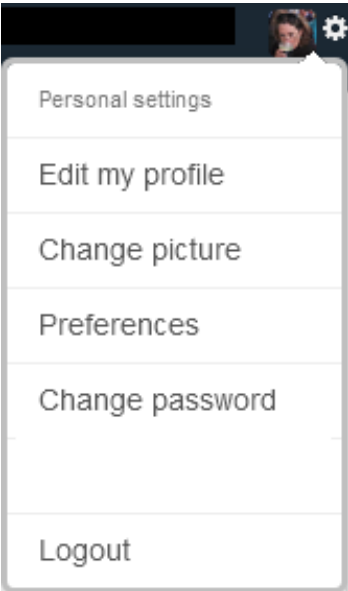 Personal settings
Edit my profile
Change picture
Preferences
Change password
Logout